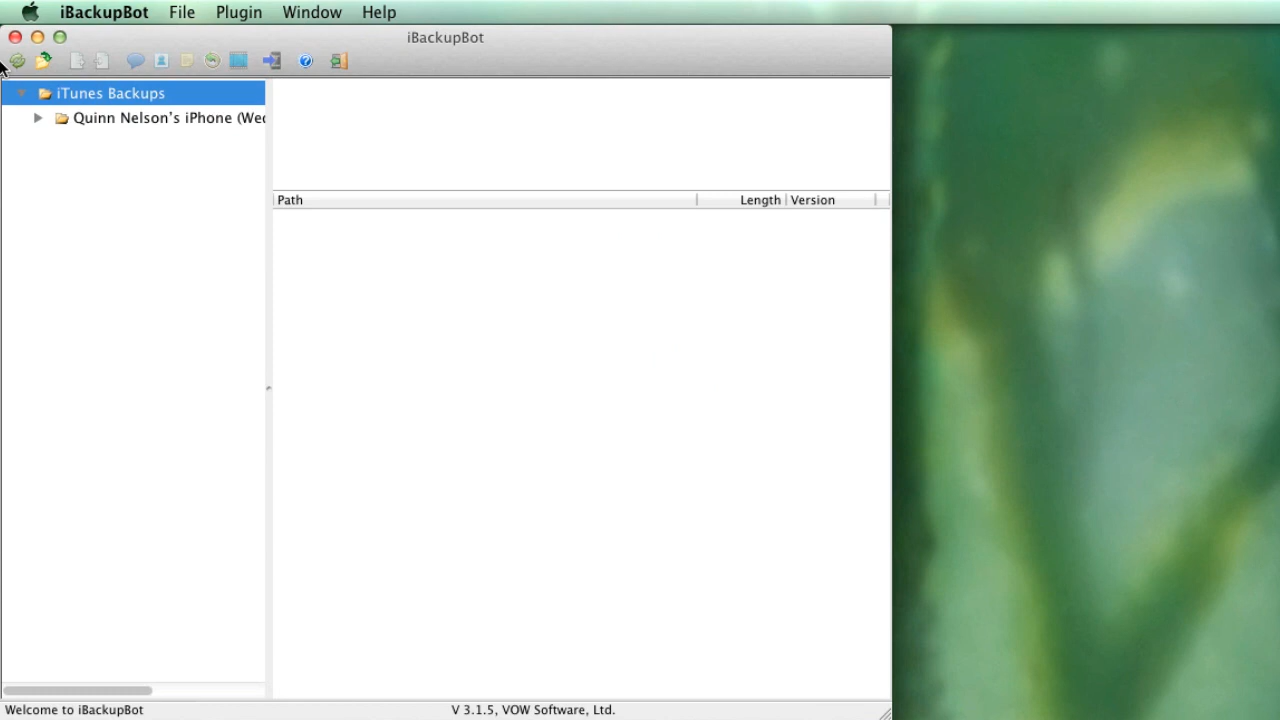 iBackupBot File Plugin Window Help
iBackupBot
iTunes Backups
Quinn Nelson's iPhone (Wed
Path Length Version
Welcome to iBackupBot V 3.1.5, VOW Software, Ltd.